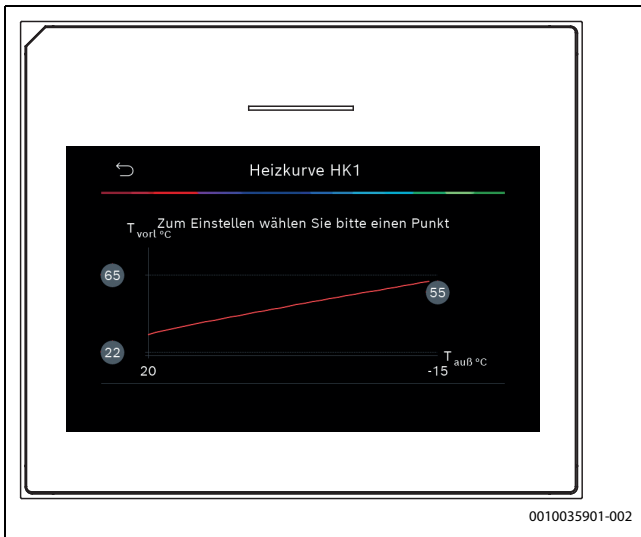 Heizkurve HK1
Zum Einstellen wählen Sie bitte einen Punkt
T vorl °C
65
55
22
T auß °C
20
-15
0010035901-002